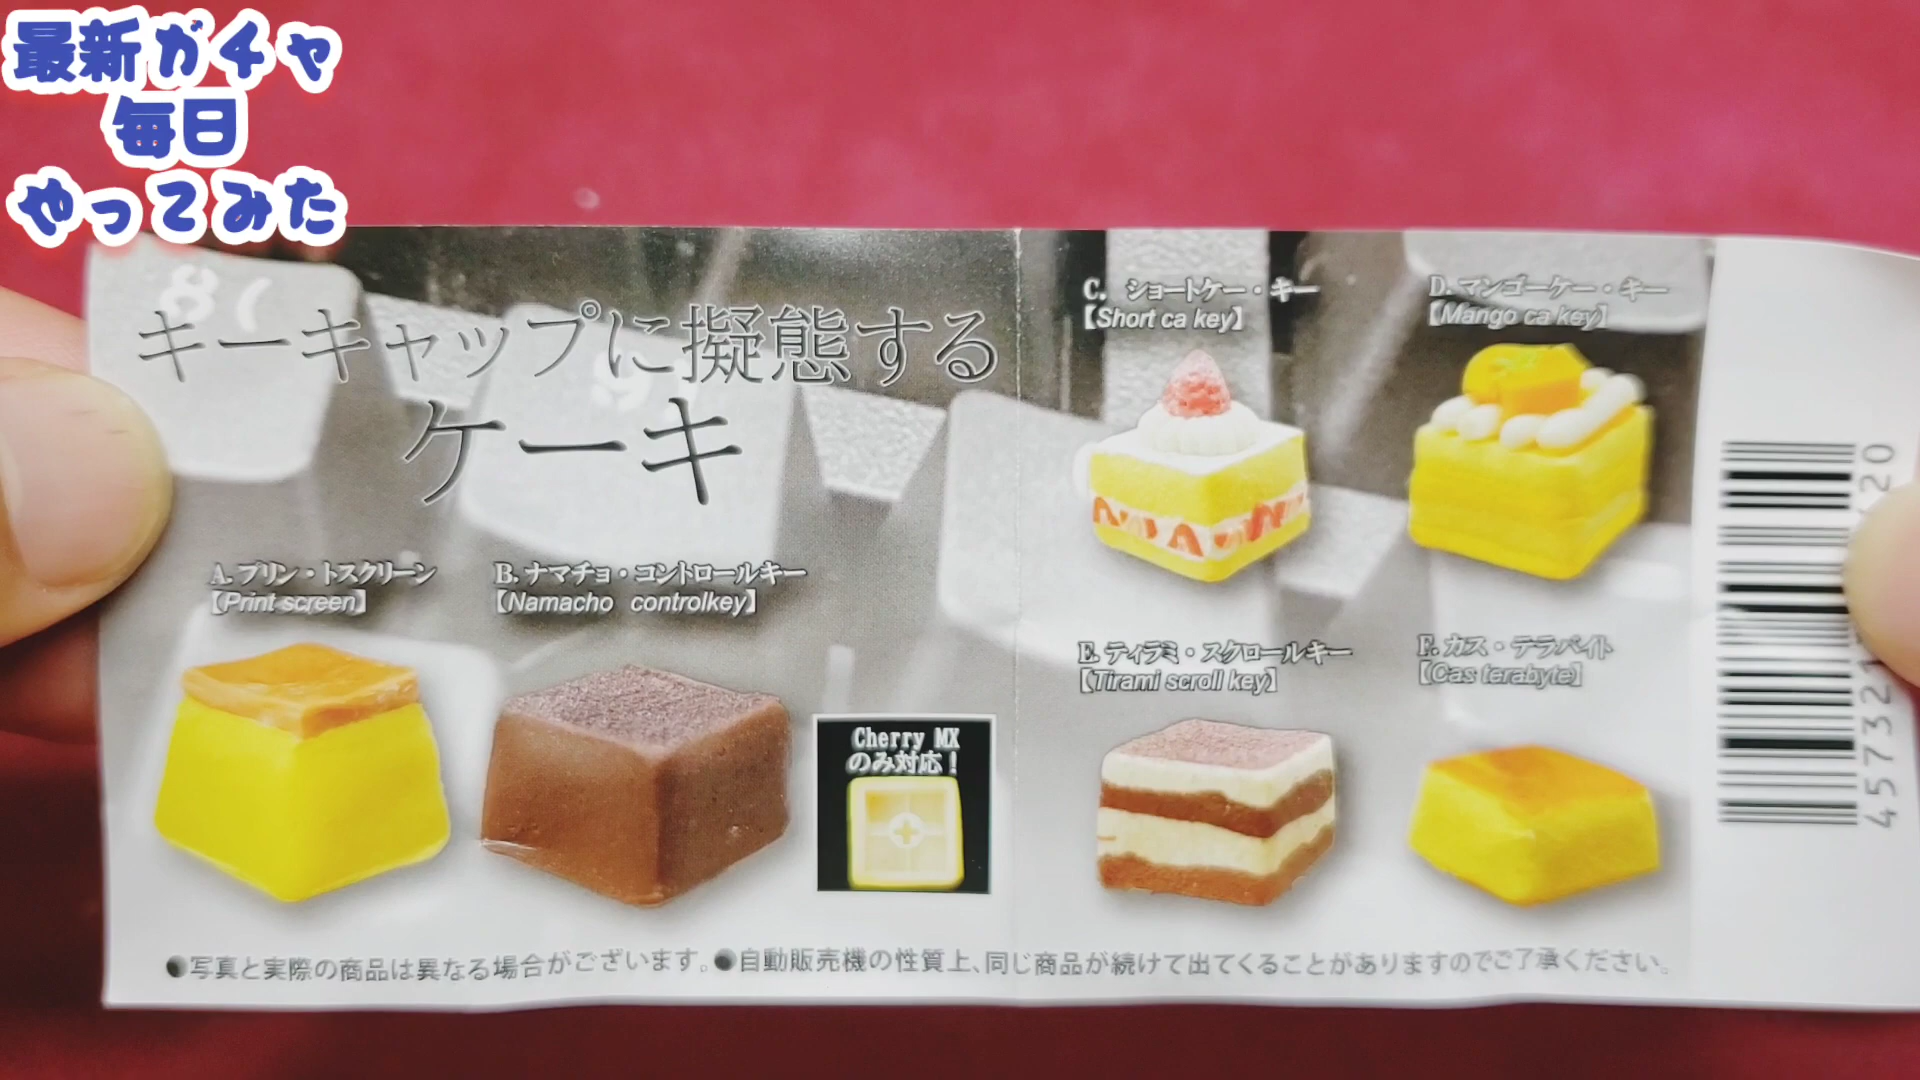 最新ガチャ
毎日
やってみた
キーキャップに擬態する
ケーキ
A.プリン・トスクリーン
【Print screen】
B.ナマチョ・コントロールキー
【Namacho controlkey】
Cherry MX
のみ対応!
C. ショートケー・キー
【Short ca key】
D. マンゴーケー・キー
【Mango ca key】
E.ティラミ・スクロールキー
【Tirami scroll key】
F.カス・テラバイト
【Cas terabyte】
●写真と実際の商品は異なる場合がございます。●自動販売機の性質上、同じ商品が続けて出てくることがありますのでご了承ください。